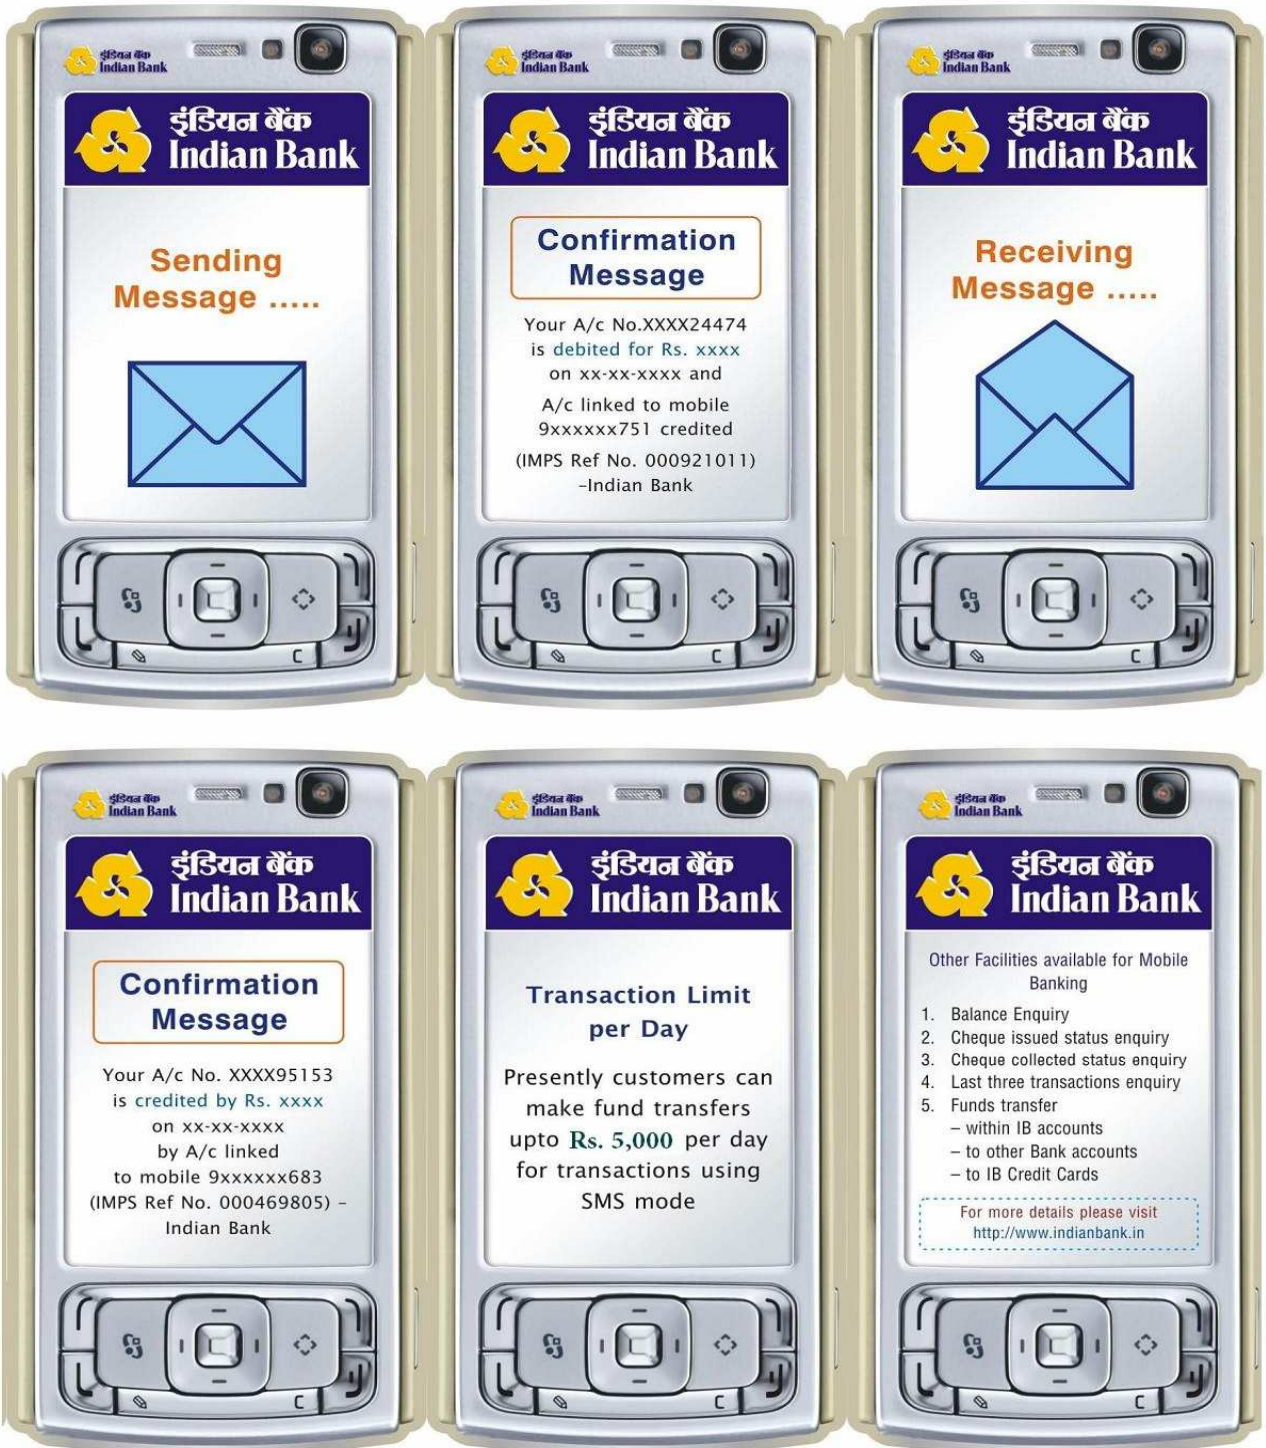 इंडियन बैंक
Indian Bank
इंडियन बैंक
Indian Bank
Sending
Message .....
इंडियन बैंक
Indian Bank
इंडियन बैंक
Indian Bank
Confirmation
Message
Your A/c No.XXXX24474
is debited for Rs. xxxx
on xx-xx-xxxx and
A/c linked to mobile
9xxxxxx751 credited
(IMPS Ref No. 000921011)
–Indian Bank
इंडियन बैंक
Indian Bank
इंडियन बैंक
Indian Bank
Receiving
Message .....
C
C
C
इंडियन बैंक
Indian Bank
इंडियन बैंक
Indian Bank
Confirmation
Message
Your A/c No. XXXX95153
is credited by Rs. xxxx
on xx-xx-xxxx
by A/c linked
to mobile 9xxxxxx683
(IMPS Ref No. 000469805) –
Indian Bank
इंडियन बैंक
Indian Bank
इंडियन बैंक
Indian Bank
Transaction Limit
per Day
Presently customers can
make fund transfers
upto Rs. 5,000 per day
for transactions using
SMS mode
इंडियन बैंक
Indian Bank
इंडियन बैंक
Indian Bank
Other Facilities available for Mobile
Banking
1. Balance Enquiry
2. Cheque issued status enquiry
3. Cheque collected status enquiry
4. Last three transactions enquiry
5. Funds transfer
– within IB accounts
– to other Bank accounts
– to IB Credit Cards
For more details please visit
http://www.indianbank.in
C
C
C